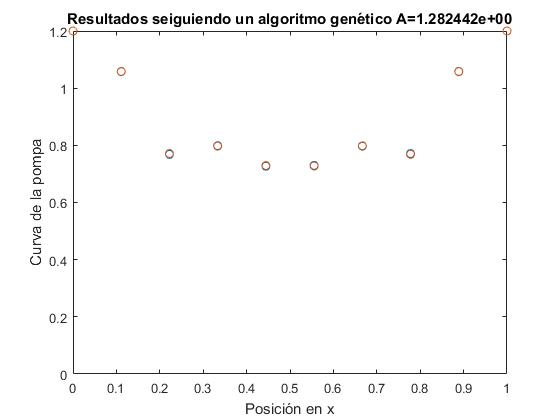 Resultados seiguiendo un algoritmo genético A=1.282442e+00
1.2
1
0.8
0.6
0.4
0.2
0
Curva de la pompa
0 0.1 0.2 0.3 0.4 0.5 0.6 0.7 0.8 0.9 1
Posición en x